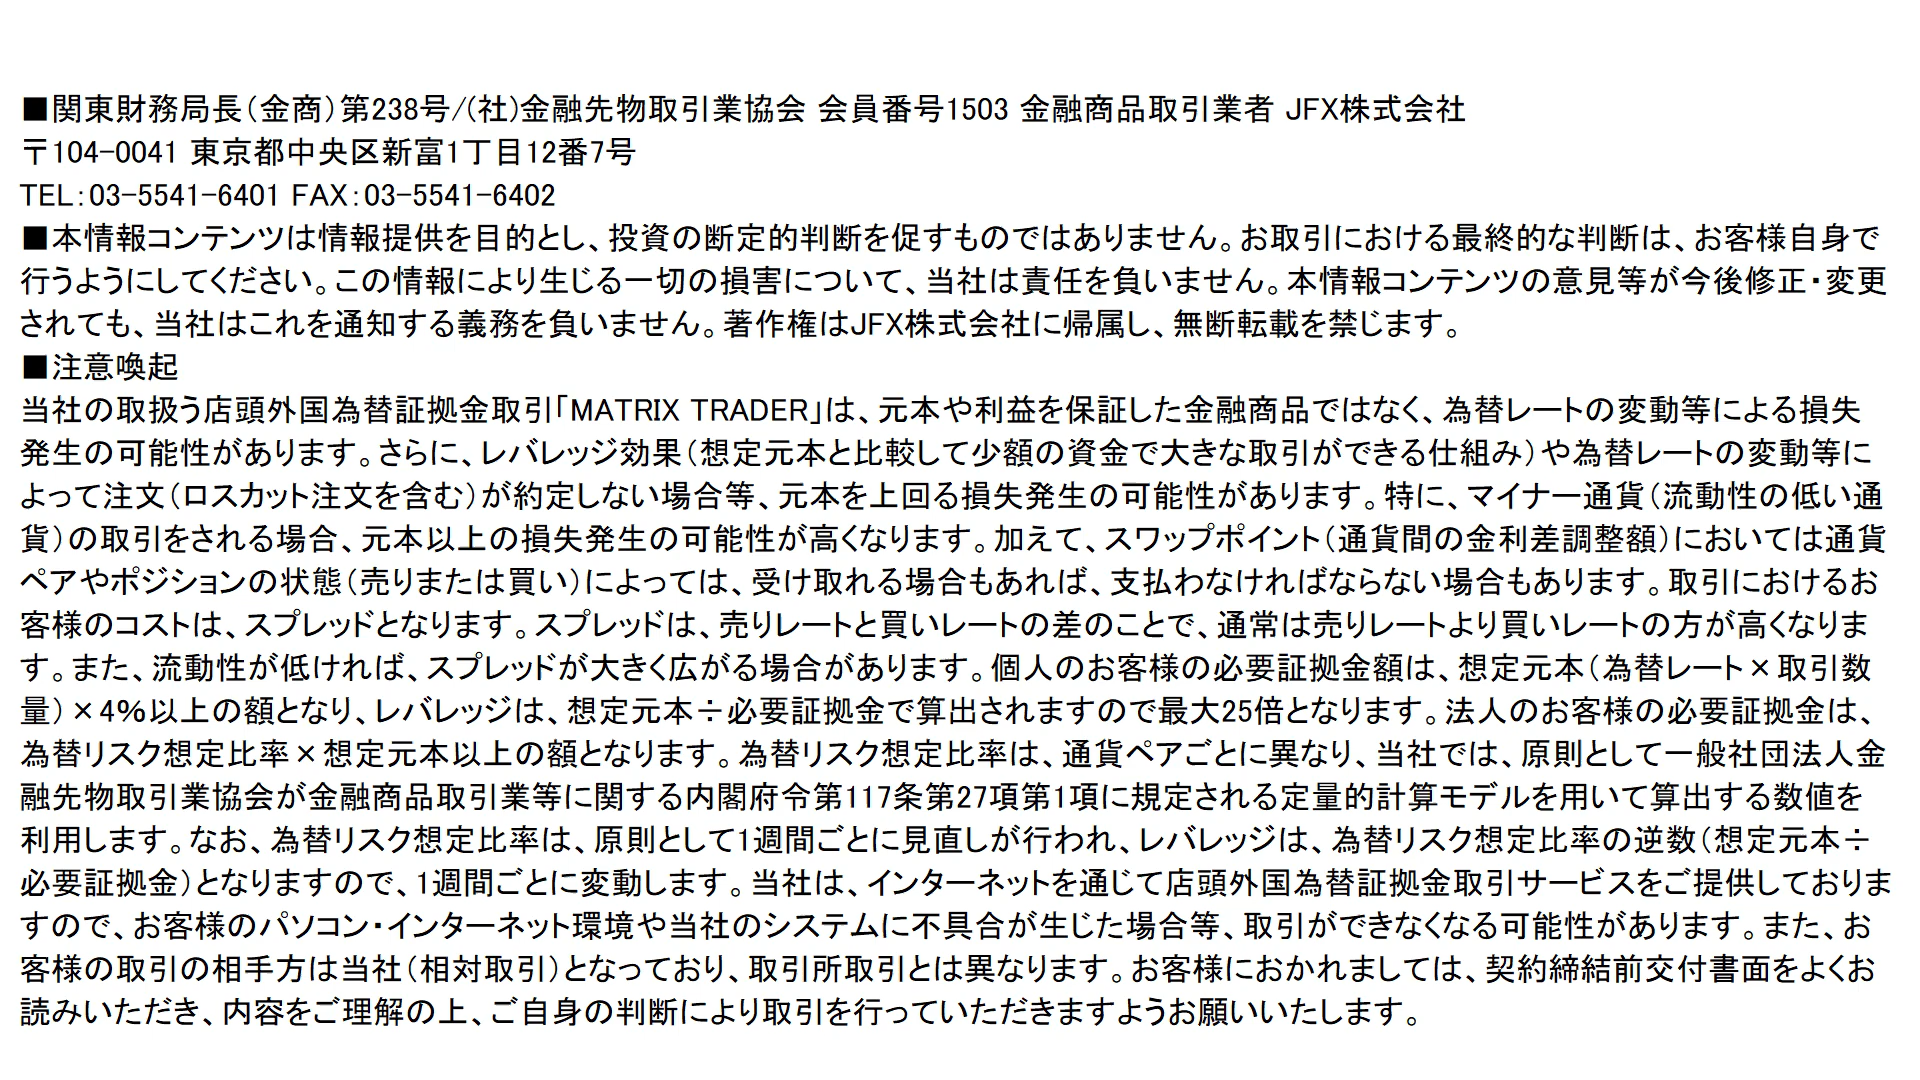 ■関東財務局長（金商）第238号/(社)金融先物取引業協会 会員番号1503 金融商品取引業者 JFX株式会社
〒104-0041 東京都中央区新富1丁目12番7号
TEL：03-5541-6401 FAX：03-5541-6402
■本情報コンテンツは情報提供を目的とし、投資の断定的判断を促すものではありません。お取引における最終的な判断は、お客様自身で
行うようにしてください。この情報により生じる一切の損害について、当社は責任を負いません。本情報コンテンツの意見等が今後修正・変更
されても、当社はこれを通知する義務を負いません。著作権はJFX株式会社に帰属し、無断転載を禁じます。
■注意喚起
当社の取扱う店頭外国為替証拠金取引「MATRIX TRADER」は、元本や利益を保証した金融商品ではなく、為替レートの変動等による損失
発生の可能性があります。さらに、レバレッジ効果（想定元本と比較して少額の資金で大きな取引ができる仕組み）や為替レートの変動等に
よって注文（ロスカット注文を含む）が約定しない場合等、元本を上回る損失発生の可能性があります。特に、マイナー通貨（流動性の低い通
貨）の取引をされる場合、元本以上の損失発生の可能性が高くなります。加えて、スワップポイント（通貨間の金利差調整額）においては通貨
ペアやポジションの状態（売りまたは買い）によっては、受け取れる場合もあれば、支払わなければならない場合もあります。取引におけるお
客様のコストは、スプレッドとなります。スプレッドは、売りレートと買いレートの差のことで、通常は売りレートより買いレートの方が高くなりま
す。また、流動性が低ければ、スプレッドが大きく広がる場合があります。個人のお客様の必要証拠金額は、想定元本（為替レート×取引数
量）×4％以上の額となり、レバレッジは、想定元本÷必要証拠金で算出されますので最大25倍となります。法人のお客様の必要証拠金は、
為替リスク想定比率×想定元本以上の額となります。為替リスク想定比率は、通貨ペアごとに異なり、当社では、原則として一般社団法人金
融先物取引業協会が金融商品取引業等に関する内閣府令第117条第27項第1項に規定される定量的計算モデルを用いて算出する数値を
利用します。なお、為替リスク想定比率は、原則として1週間ごとに見直しが行われ、レバレッジは、為替リスク想定比率の逆数（想定元本÷
必要証拠金）となりますので、1週間ごとに変動します。当社は、インターネットを通じて店頭外国為替証拠金取引サービスをご提供しておりま
すので、お客様のパソコン・インターネット環境や当社のシステムに不具合が生じた場合等、取引ができなくなる可能性があります。また、お
客様の取引の相手方は当社（相対取引）となっており、取引所取引とは異なります。お客様におかれましては、契約締結前交付書面をよくお
読みいただき、内容をご理解の上、ご自身の判断により取引を行っていただきますようお願いいたします。